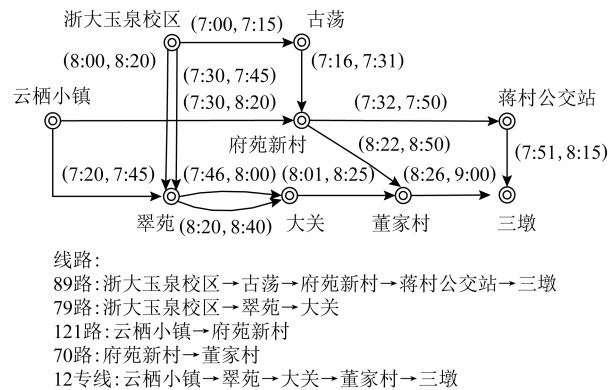 浙大玉泉校区 (7:00, 7:15) 古荡
(8:00, 8:20) (7:16, 7:31)
(7:30, 7:45)
云栖小镇 (7:30, 8:20) (7:32, 7:50) 蒋村公交站
府苑新村 (8:22, 8:50) (7:51, 8:15)
(7:20, 7:45) (7:46, 8:00) (8:01, 8:25) (8:26, 9:00)
翠苑 (8:20, 8:40) 大关 董家村 三墩
线路:
89路:浙大玉泉校区→古荡→府苑新村→蒋村公交站→三墩
79路:浙大玉泉校区→翠苑→大关
121路:云栖小镇→府苑新村
70路:府苑新村→董家村
12专线:云栖小镇→翠苑→大关→董家村→三墩